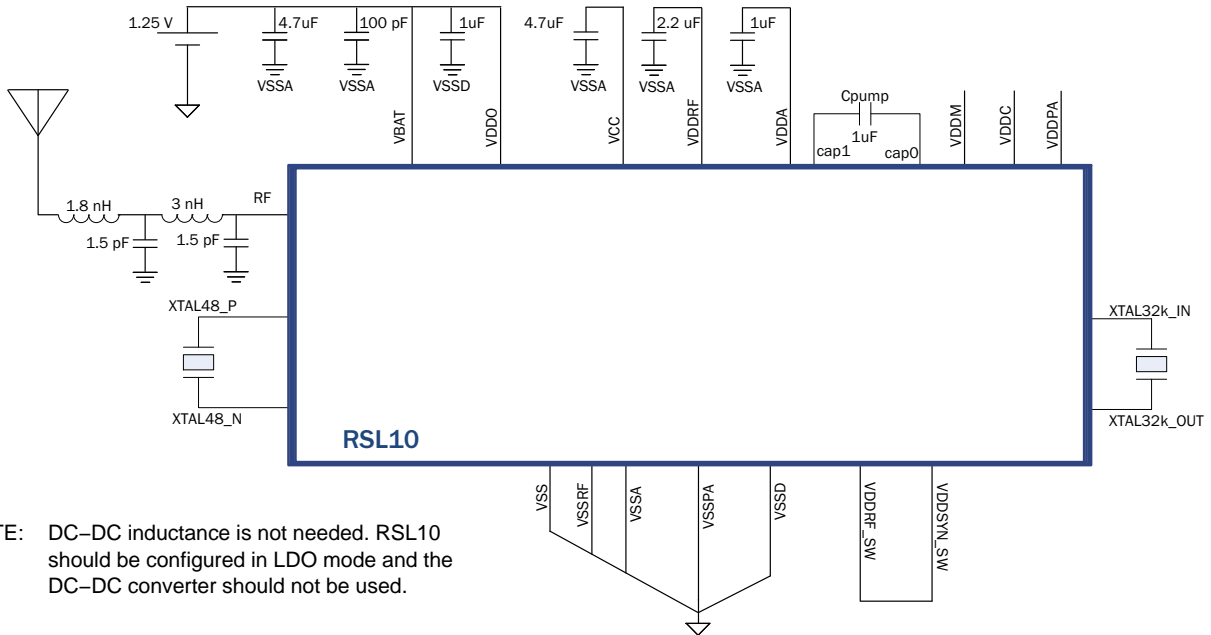 1.25 V
4.7uF
100 pF
1uF
4.7uF
2.2 uF
1uF
VSSA
VSSA
VSSD
VSSA
VSSA
VSSA
Cpump
1uF
VBAT
VDDO
VCC
VDDRF
VDDA
cap1
cap0
VDDM
VDDC
VDDPA
1.8 nH
3 nH
RF
1.5 pF
1.5 pF
XTAL48_P
XTAL32k_IN
XTAL48_N
XTAL32k_OUT
RSL10
VSS
VSSRF
VSSA
VSSPA
VSSD
VDDRF_SW
VDDSYN_SW
TE: DC−DC inductance is not needed. RSL10
should be configured in LDO mode and the
DC−DC converter should not be used.